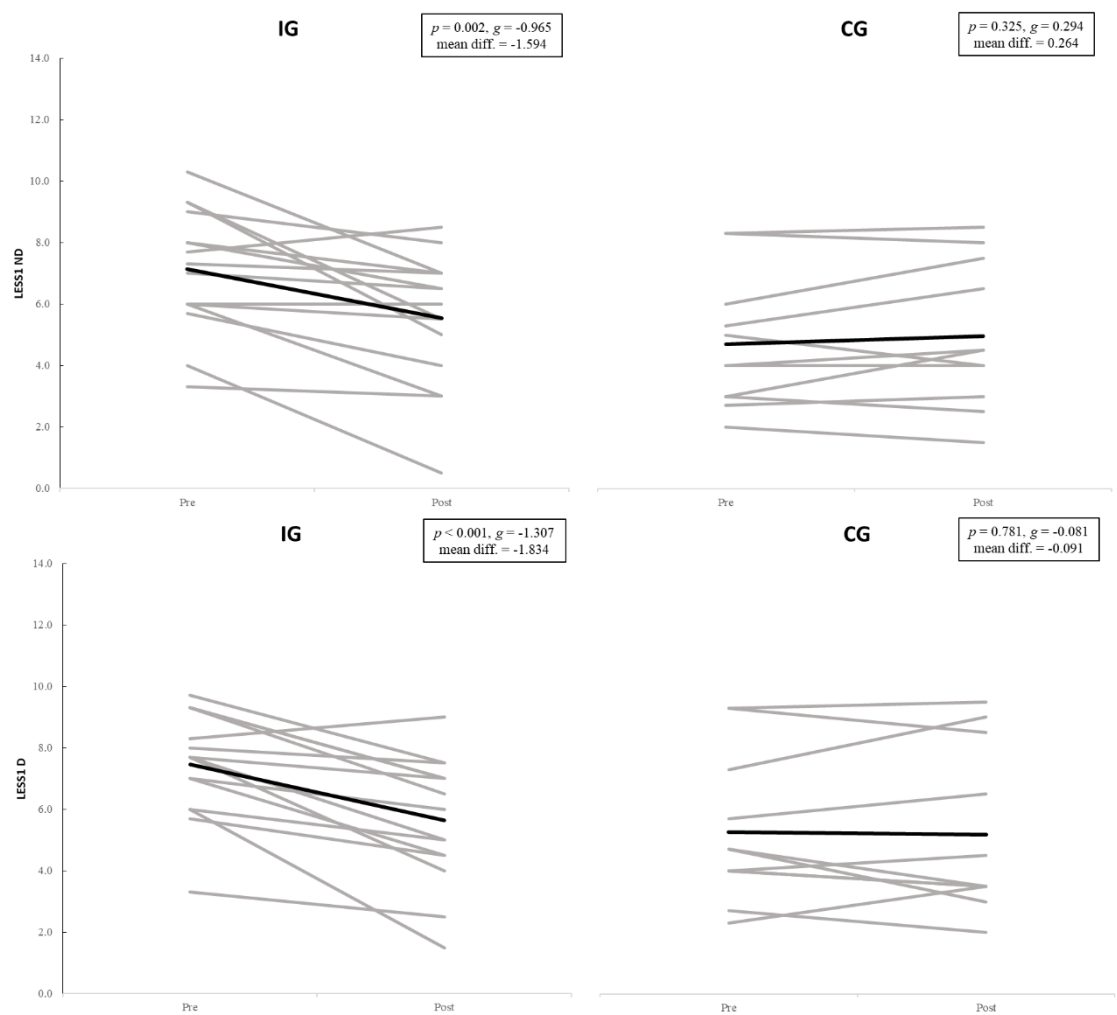 IG
p = 0.002, g = -0.965
mean diff. = -1.594
CG
p = 0.325, g = 0.294
mean diff. = 0.264
14.0
12.0
10.0
8.0
6.0
4.0
2.0
0.0
LESS1 ND
Pre
Post
Pre
Post
IG
p < 0.001, g = -1.307
mean diff. = -1.834
CG
p = 0.781, g = -0.081
mean diff. = -0.091
14.0
12.0
10.0
8.0
6.0
4.0
2.0
0.0
LESS1 D
Pre
Post
Pre
Post